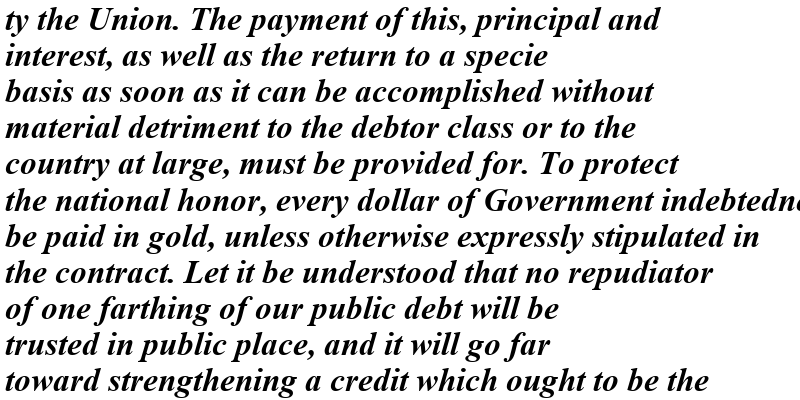 ty the Union. The payment of this, principal and
interest, as well as the return to a specie
basis as soon as it can be accomplished without
material detriment to the debtor class or to the
country at large, must be provided for. To protect
the national honor, every dollar of Government
be paid in gold, unless otherwise expressly stipulated in
the contract. Let it be understood that no repudiator
of one farthing of our public debt will be
trusted in public place, and it will go far
toward strengthening a credit which ought to be the